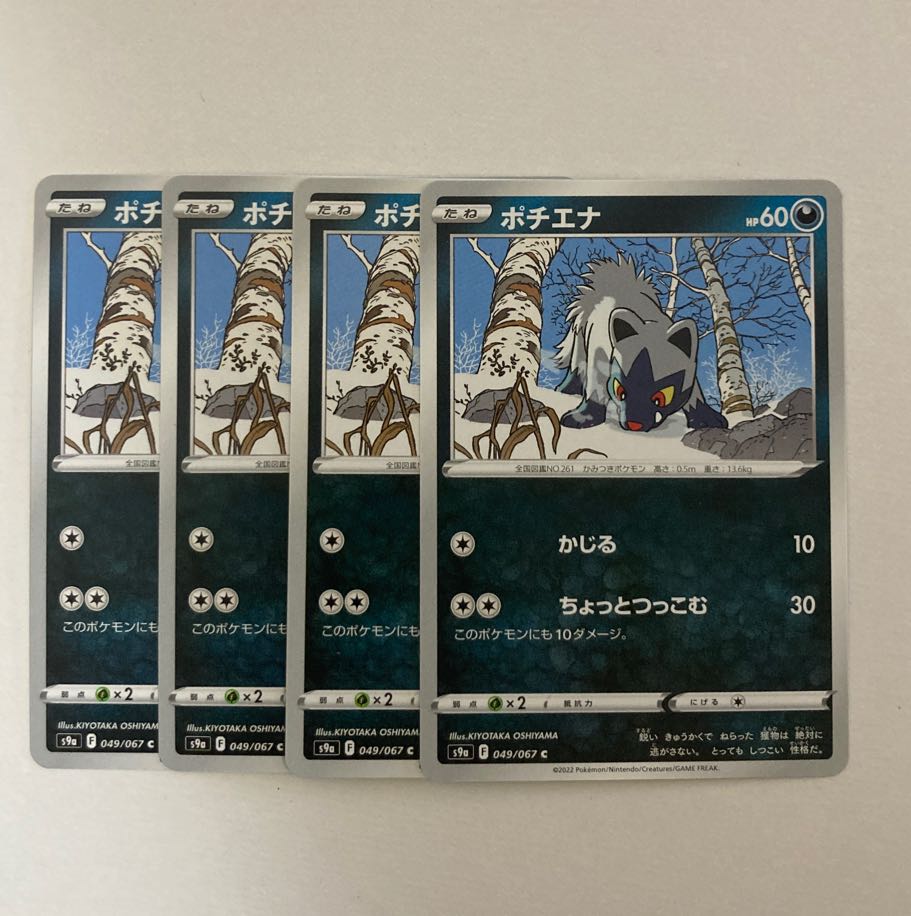 たね ポチ
全国図鑑
このポケモンにも
弱点 ×2
Illus.KIYOTAKA OSHIYAMA
s9a F 049/067 C
たね ポチ
全国図鑑N
このポケモンにも
弱点 ×2
Illus.KIYOTAKA OSHIYA
s9a F 049/067 C
たね ポチ
全国図鑑N
このポケモンにも
弱点 ×2
Illus.KIYOTAKA OSHIYAM
s9a F 049/067 C
たね ポチエナ HP60
全国図鑑NO.261 かみつきポケモン 高さ:0.5m 重さ:13.6kg
かじる 10
ちょっとつっこむ 30
このポケモンにも10ダメージ。
弱点 ×2 抵抗力 にげる
Illus.KIYOTAKA OSHIYAMA
鋭い きゅうかくで ねらった 獲物は 絶対に
逃がさない。 とっても しつこい 性格だ。
s9a F 049/067 C
©2022 Pokémon/Nintendo/Creatures/GAME FREAK.